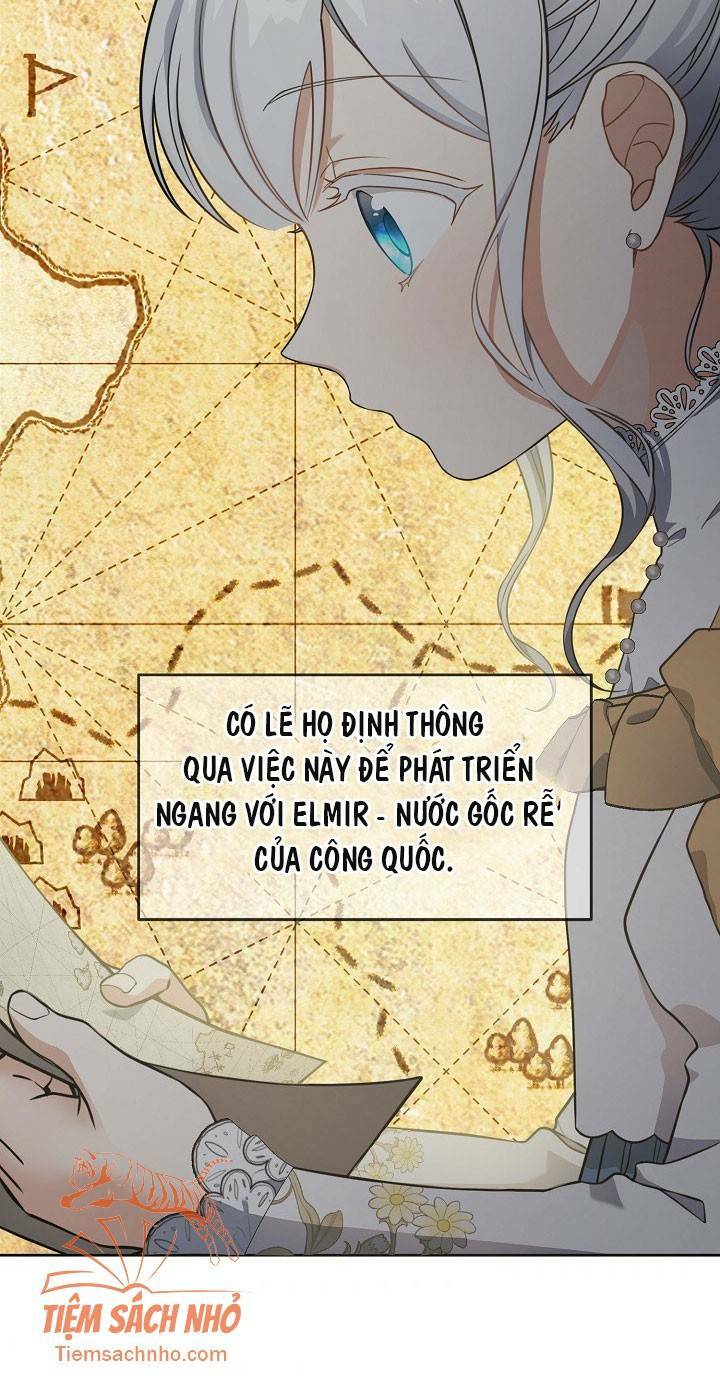 CÓ LẼ HỌ ĐỊNH THÔNG
QUA VIỆC NÀY ĐỂ PHÁT TRIỂN
NGANG VỚI ELMIR - NƯỚC GỐC RỄ
CỦA CÔNG QUỐC.
TIỆM SÁCH NHỎ
Tiemsachnho.com